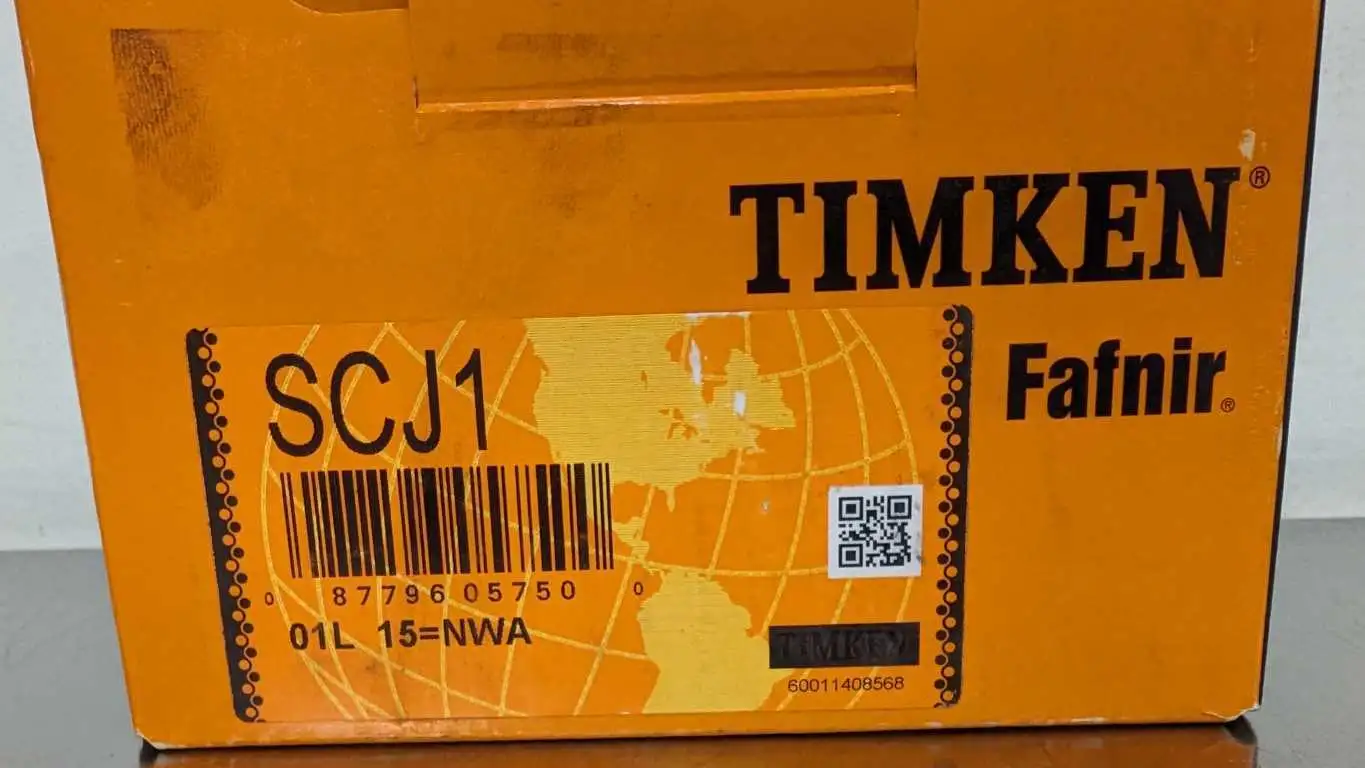 TIMKEN®
Fafnir®
SCJ1
0 87796 05750 0
01L 15=NWA
TIMKEN
60011408568